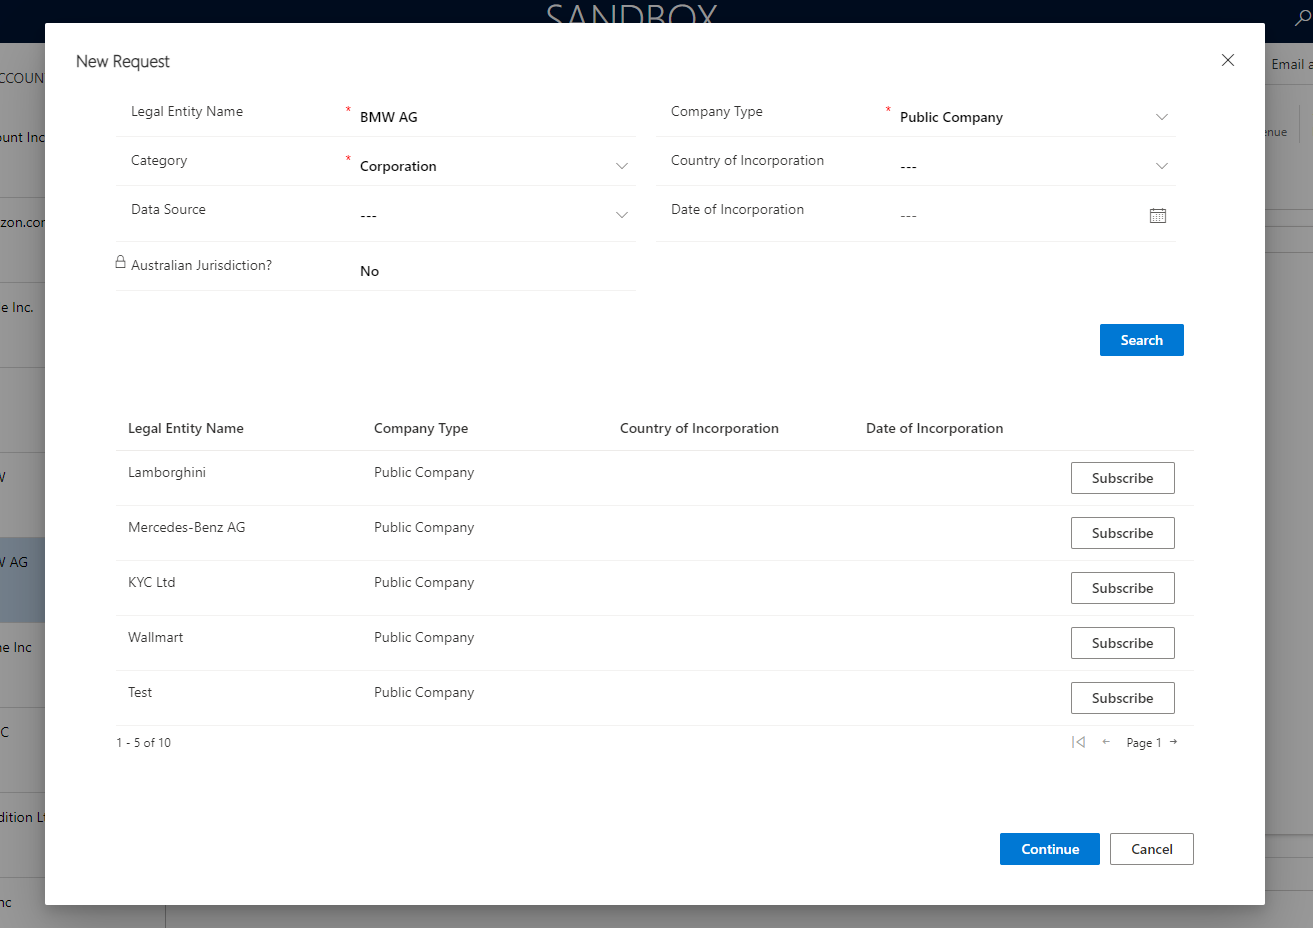 SANDBOX
New Request
Email a
Legal Entity Name * BMW AG
Company Type * Public Company
Category * Corporation
Country of Incorporation ---
Data Source ---
Date of Incorporation ---
Australian Jurisdiction? No
Search
Legal Entity Name Company Type Country of Incorporation Date of Incorporation
Lamborghini Public Company Subscribe
Mercedes-Benz AG Public Company Subscribe
KYC Ltd Public Company Subscribe
Wallmart Public Company Subscribe
Test Public Company Subscribe
1 - 5 of 10 Page 1
Continue Cancel
CCOUN
ount Inc
enue
zon.cor
e Inc.
W
W AG
ne Inc
C
dition Lt
nc